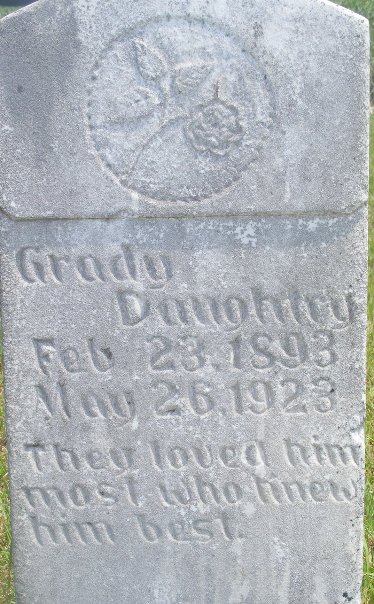 Grady
Daughtry
Feb 23.1893
May 26.1923
They loved him
most who knew
him best.